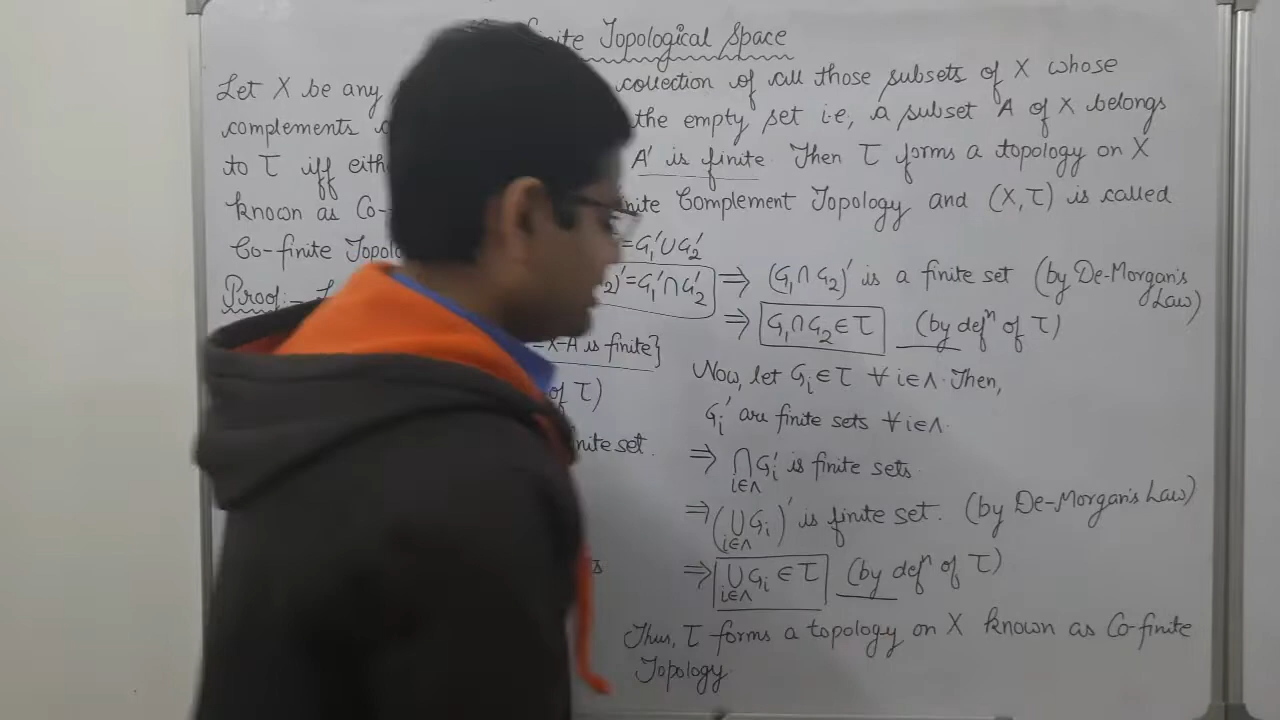 finite Topological Space
Let X be any collection of all those subsets of X whose
complements the empty set i.e, a subset A of X belongs
to τ iff eith A' is finite. Then τ forms a topology on X
known as Co- nite Complement Topology and (X,τ) is called
Co-finite Topolo
Proof:-
=G₁'∪G₂'
₂)'=G₁'∩G₂' ⇒ (G₁∩G₂)' is a finite set (by De-Morgan's Law)
⇒ G₁∩G₂∈τ (by defⁿ of τ)
=X-A is finite}
of τ)
nite set.
Now, let Gᵢ∈τ ∀ i∈Λ. Then,
Gᵢ' are finite sets ∀ i∈Λ.
⇒ ∩ Gᵢ' is finite sets.
i∈Λ
⇒ (∪ Gᵢ)' is finite set. (by De-Morgan's Law)
i∈Λ
⇒ ∪ Gᵢ ∈ τ (by defⁿ of τ)
i∈Λ
Thus, τ forms a topology on X known as Co-finite
Topology